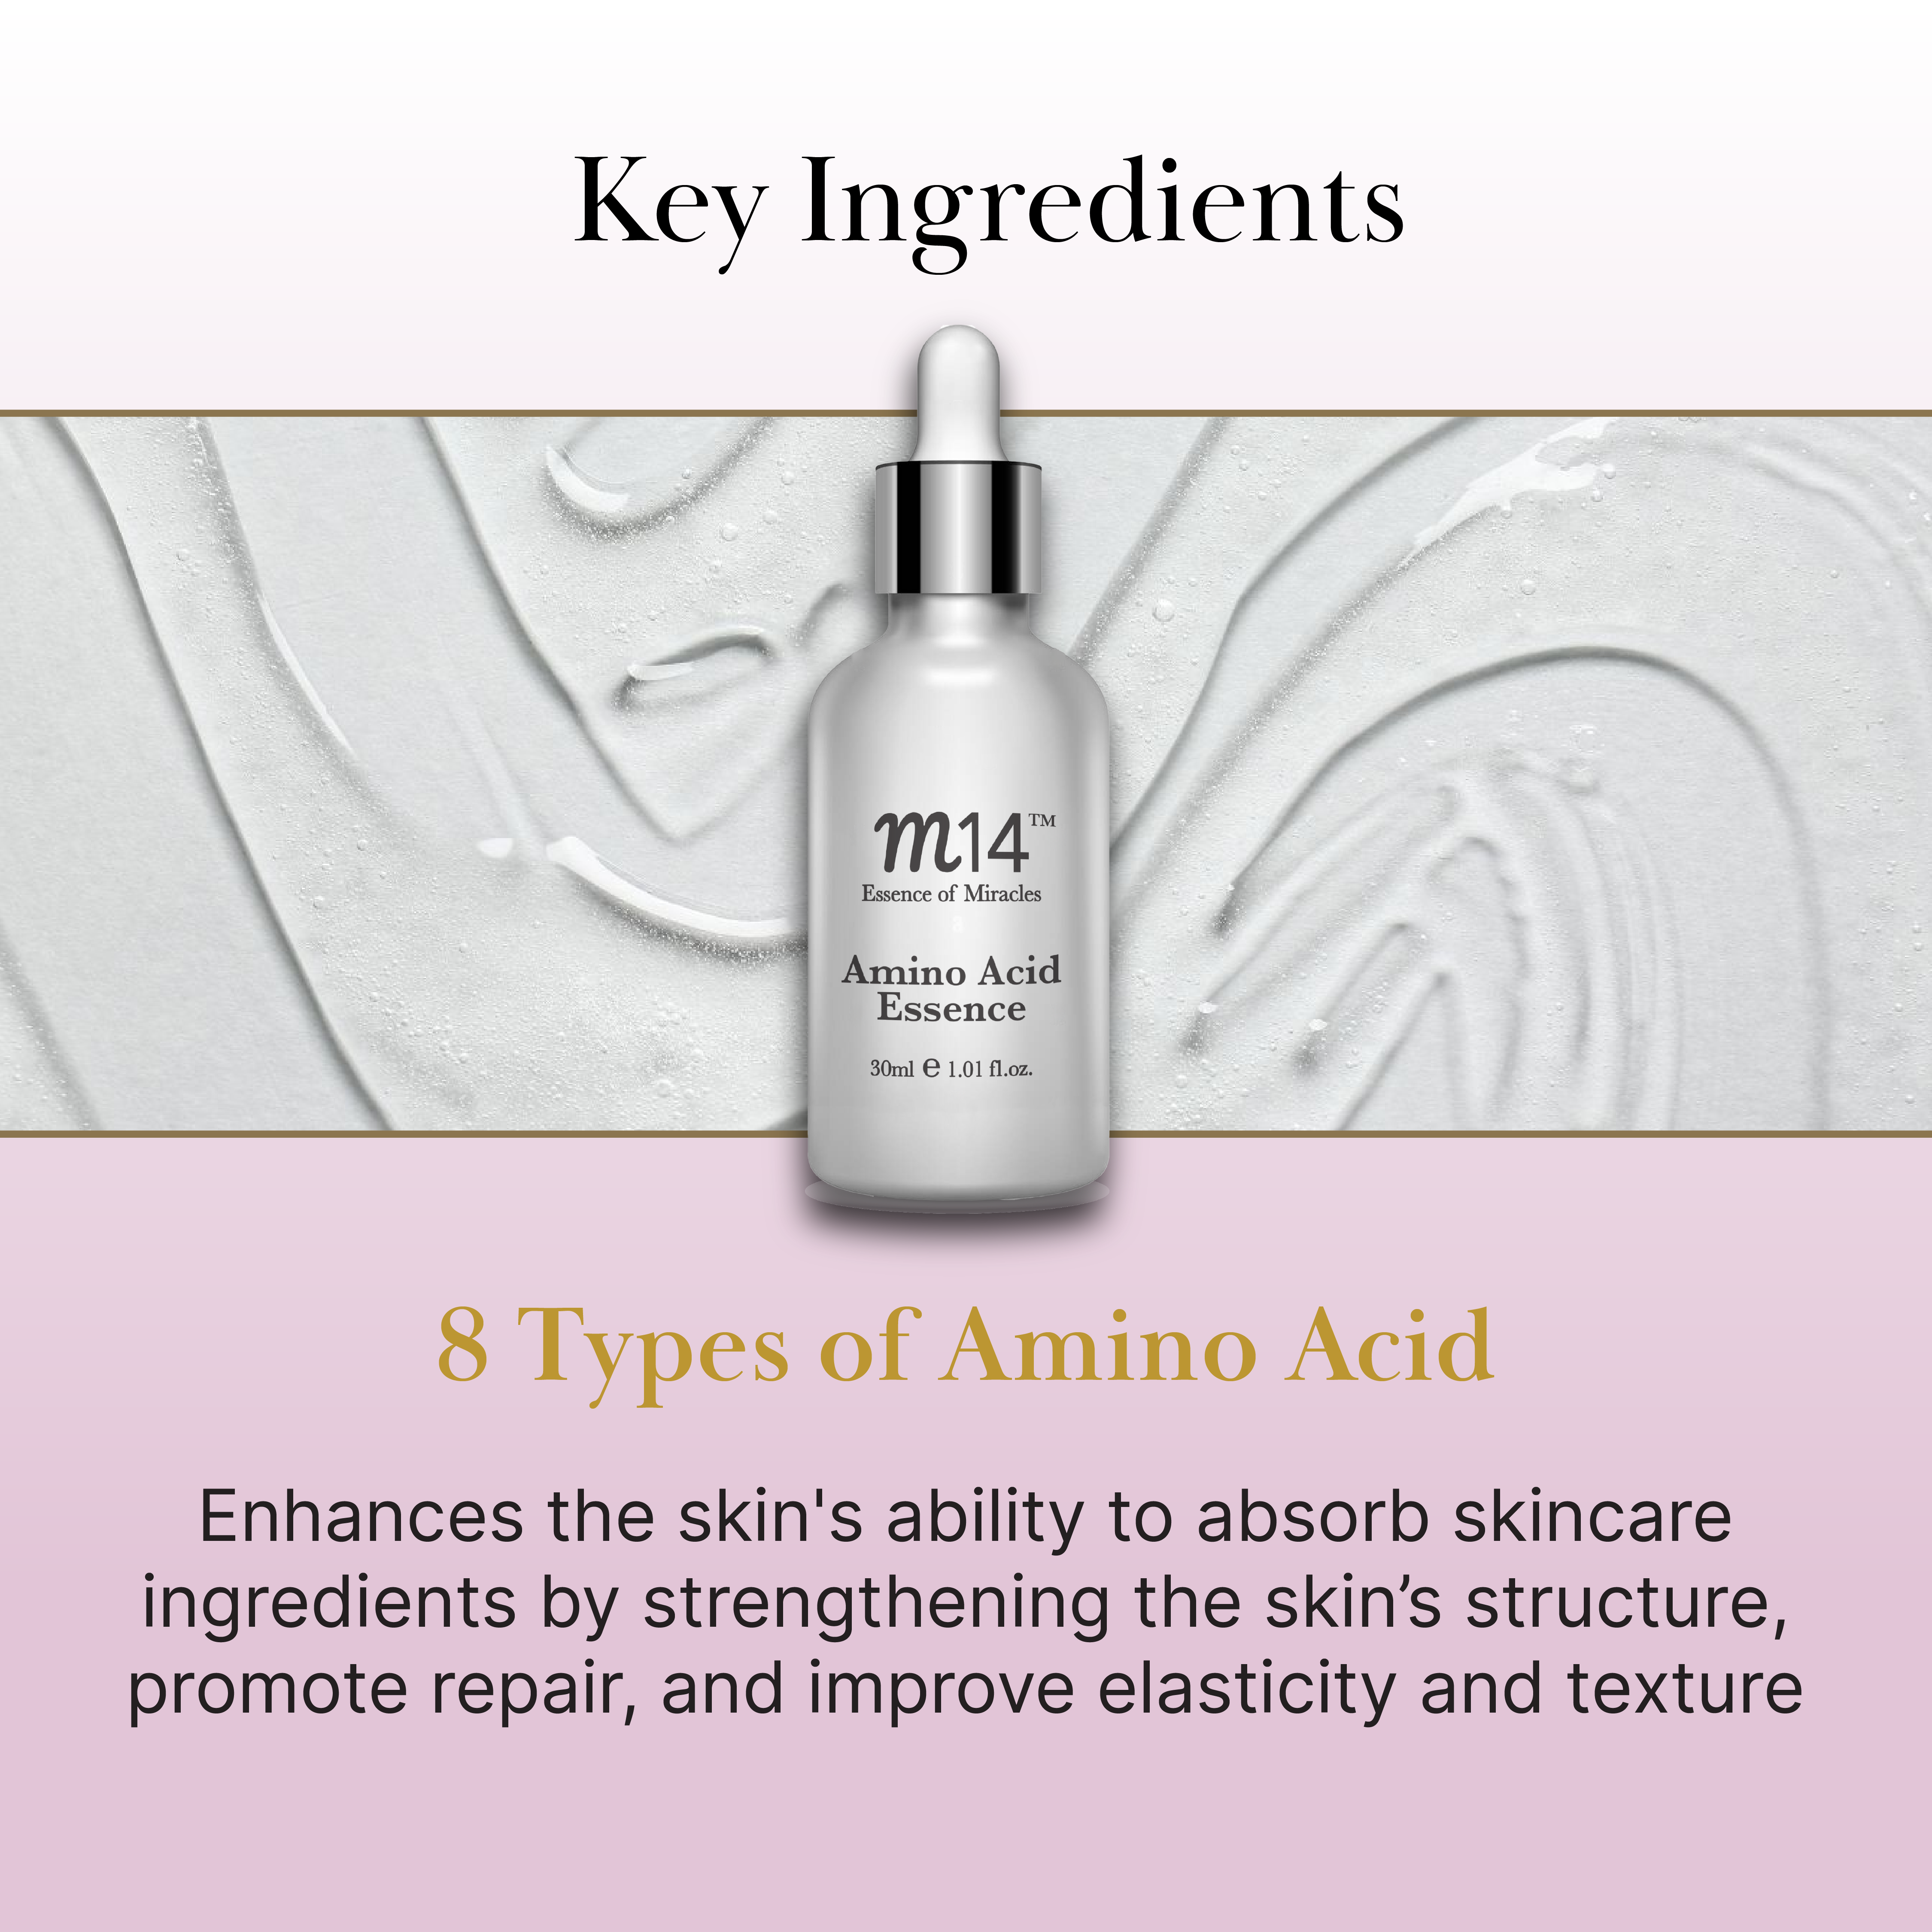 Key Ingredients
m14™
Essence of Miracles
Amino Acid
Essence
30ml e 1.01 fl.oz.
8 Types of Amino Acid
Enhances the skin's ability to absorb skincare
ingredients by strengthening the skin’s structure,
promote repair, and improve elasticity and texture